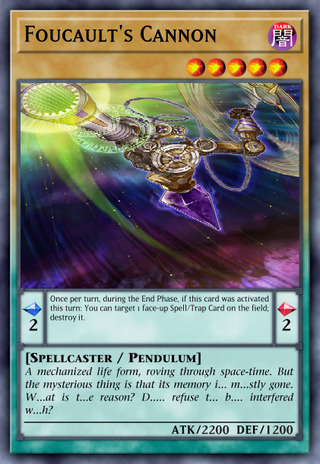 Foucault's Cannon
DARK
闇
Once per turn, during the End Phase, if this card was activated
this turn: You can target 1 face-up Spell/Trap Card on the field;
destroy it.
2
2
[Spellcaster / Pendulum]
A mechanized life form, roving through space-time. But
the mysterious thing is that its memory i... m...stly gone.
W...at is t...e reason? D..... refuse t... b.... interfered
w...h?
ATK/2200 DEF/1200